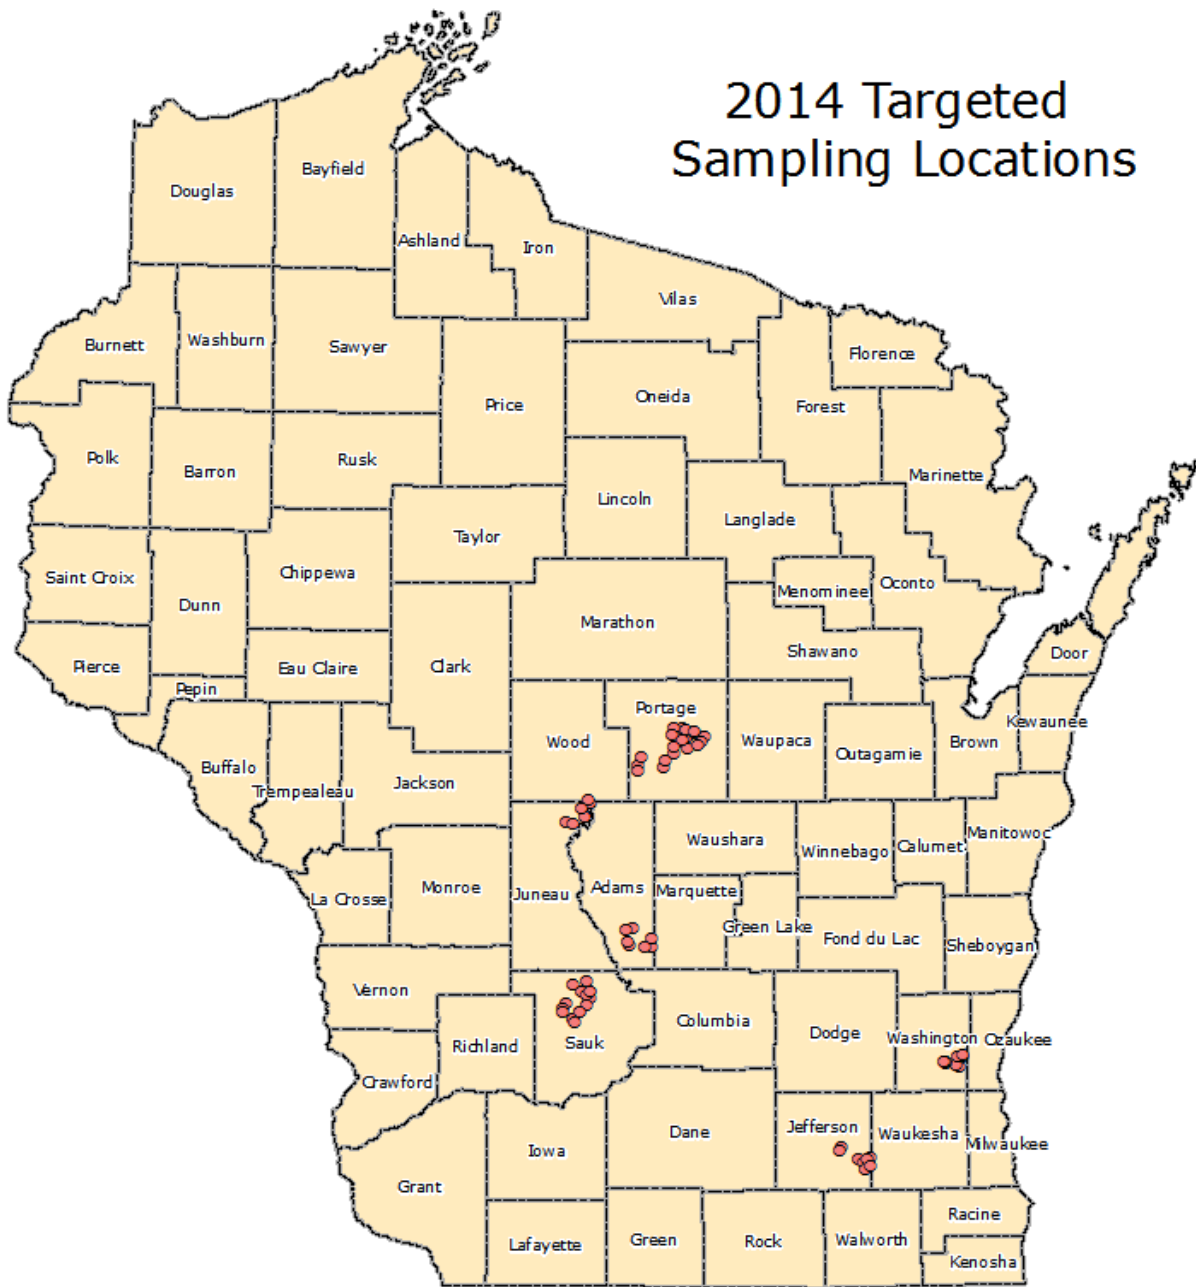 2014 Targeted
Sampling Locations
Bayfield
Douglas
Ashland
Iron
Vilas
Burnett
Washburn
Sawyer
Florence
Price
Oneida
Forest
Polk
Barron
Rusk
Marinette
Lincoln
Langlade
Taylor
Saint Croix
Chippewa
Dunn
Menominee
Oconto
Marathon
Shawano
Pierce
Eau Claire
Clark
Door
Pepin
Portage
Kewaunee
Wood
Waupaca
Brown
Outagamie
Buffalo
Trempealeau
Jackson
Waushara
Winnebago
Calumet
Manitowoc
La Crosse
Monroe
Juneau
Adams
Marquette
Green Lake
Fond du Lac
Sheboygan
Vernon
Columbia
Dodge
Washington
Ozaukee
Richland
Sauk
Crawford
Dane
Jefferson
Waukesha
Milwaukee
Iowa
Grant
Racine
Lafayette
Green
Rock
Walworth
Kenosha